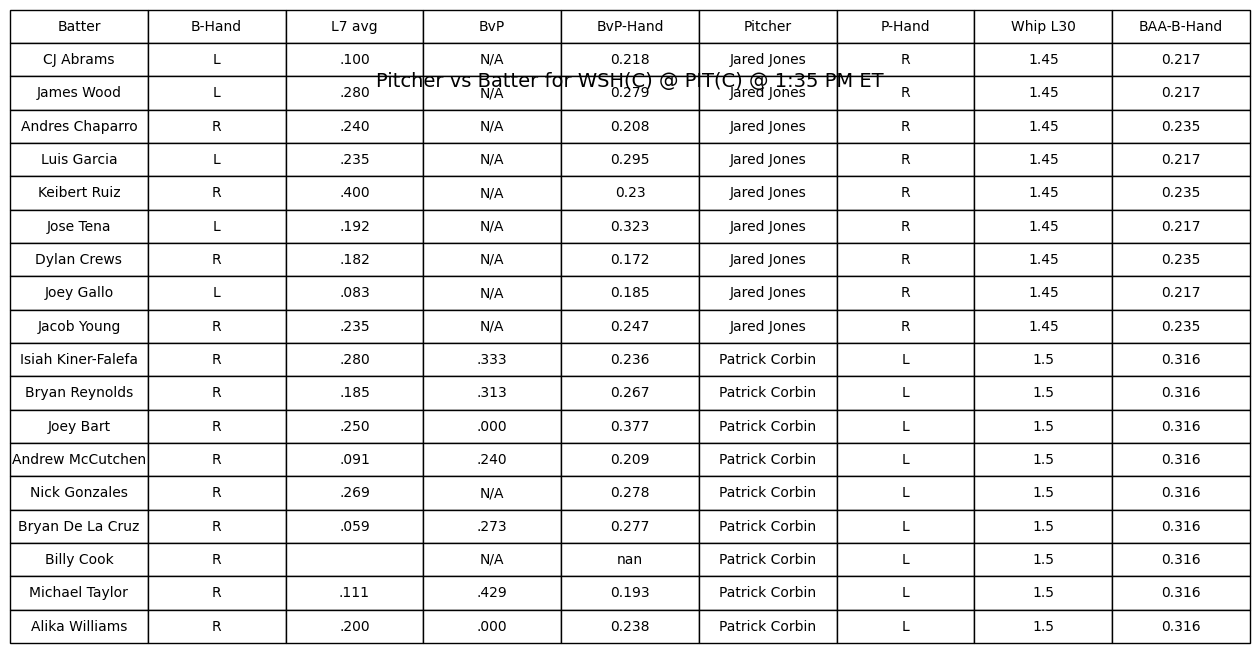 Batter B-Hand L7 avg BvP BvP-Hand Pitcher P-Hand Whip L30 BAA-B-Hand
CJ Abrams L .100 N/A 0.218 Jared Jones R 1.45 0.217
Pitcher vs Batter for WSH(C) @ PIT(C) @ 1:35 PM ET
James Wood L .280 N/A 0.279 Jared Jones R 1.45 0.217
Andres Chaparro R .240 N/A 0.208 Jared Jones R 1.45 0.235
Luis Garcia L .235 N/A 0.295 Jared Jones R 1.45 0.217
Keibert Ruiz R .400 N/A 0.23 Jared Jones R 1.45 0.235
Jose Tena L .192 N/A 0.323 Jared Jones R 1.45 0.217
Dylan Crews R .182 N/A 0.172 Jared Jones R 1.45 0.235
Joey Gallo L .083 N/A 0.185 Jared Jones R 1.45 0.217
Jacob Young R .235 N/A 0.247 Jared Jones R 1.45 0.235
Isiah Kiner-Falefa R .280 .333 0.236 Patrick Corbin L 1.5 0.316
Bryan Reynolds R .185 .313 0.267 Patrick Corbin L 1.5 0.316
Joey Bart R .250 .000 0.377 Patrick Corbin L 1.5 0.316
Andrew McCutchen R .091 .240 0.209 Patrick Corbin L 1.5 0.316
Nick Gonzales R .269 N/A 0.278 Patrick Corbin L 1.5 0.316
Bryan De La Cruz R .059 .273 0.277 Patrick Corbin L 1.5 0.316
Billy Cook R N/A nan Patrick Corbin L 1.5 0.316
Michael Taylor R .111 .429 0.193 Patrick Corbin L 1.5 0.316
Alika Williams R .200 .000 0.238 Patrick Corbin L 1.5 0.316